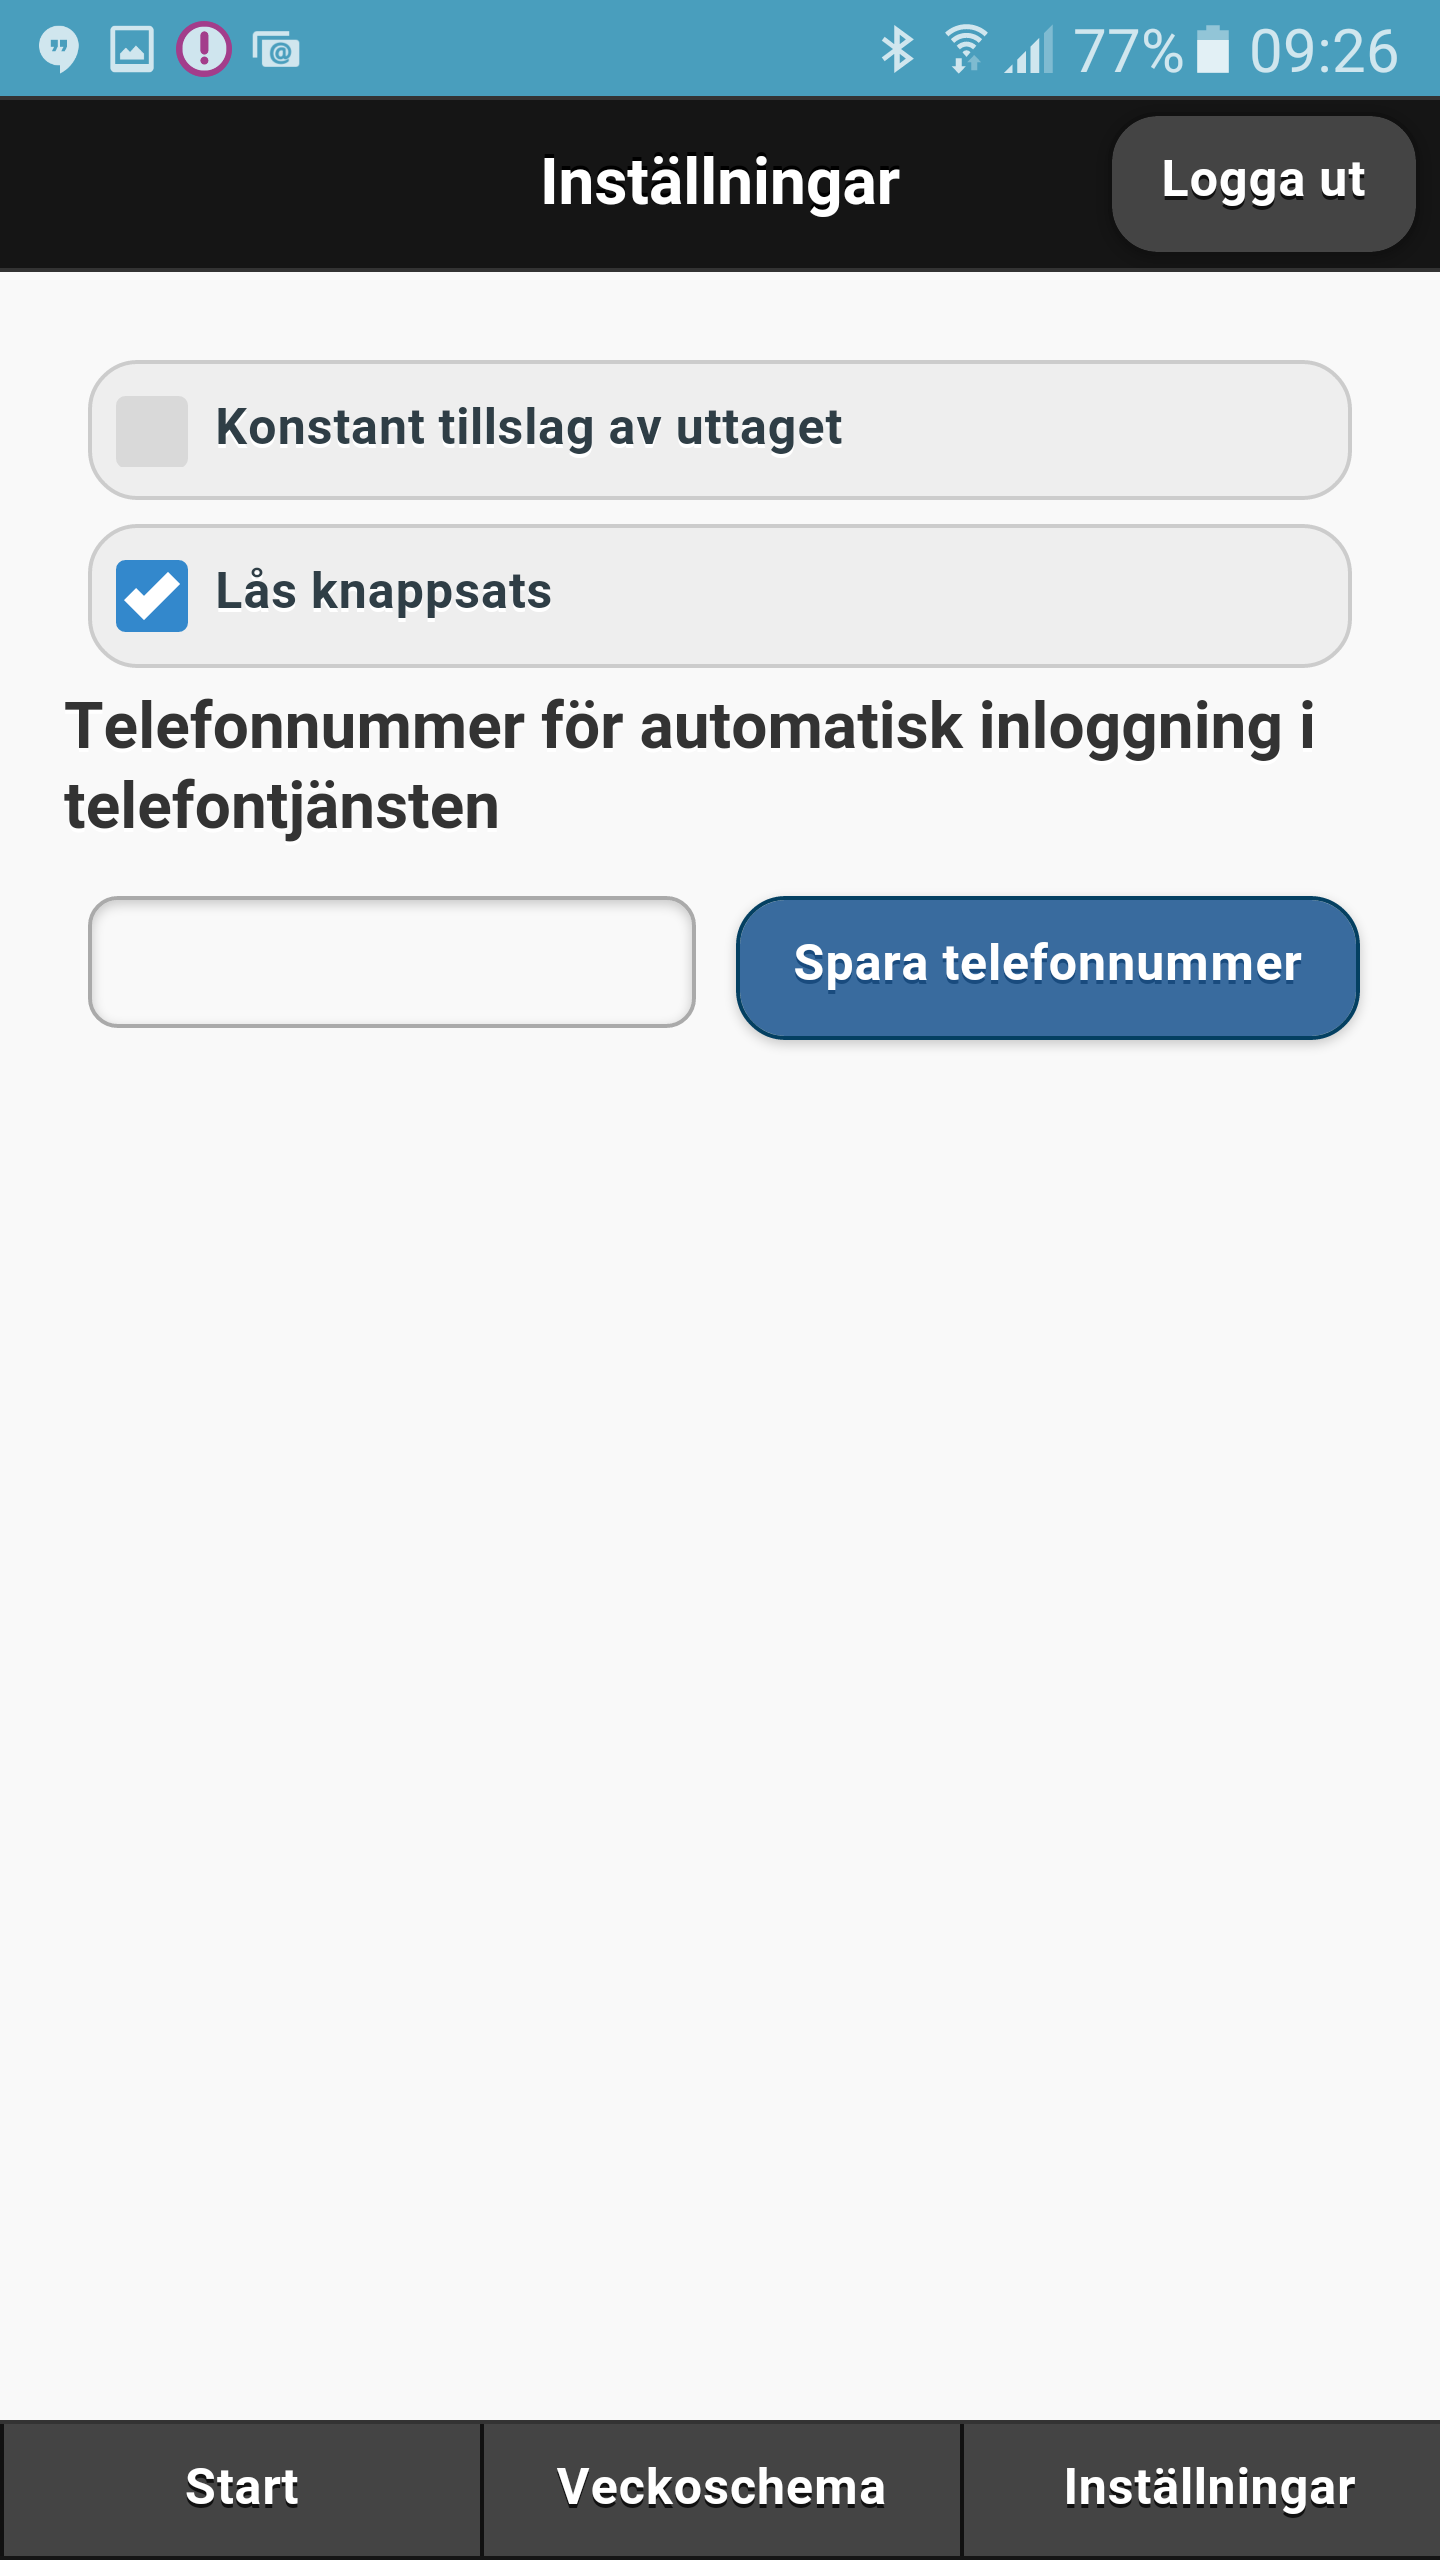 77% 09:26
Inställningar
Logga ut
Konstant tillslag av uttaget
Lås knappsats
Telefonnummer för automatisk inloggning i
telefontjänsten
Spara telefonnummer
Start Veckoschema Inställningar